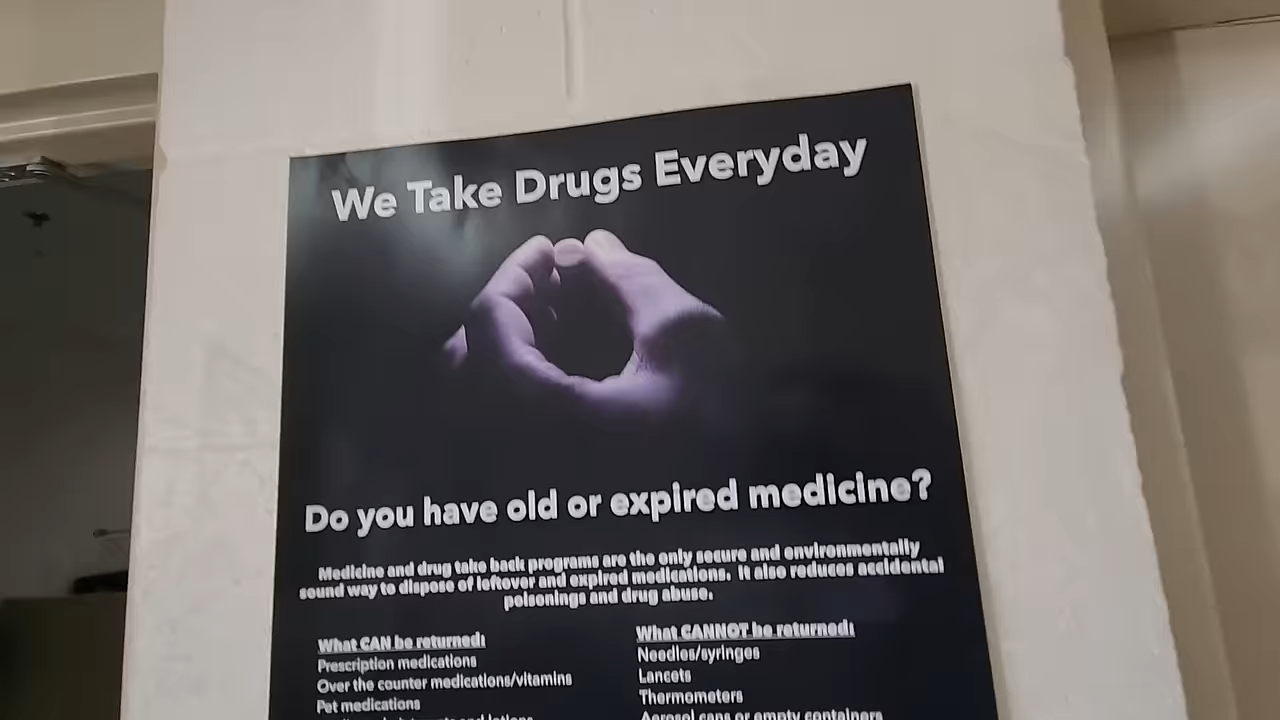 We Take Drugs Everyday
Do you have old or expired medicine?
Medicine and drug take back programs are the only secure and environmentally
sound way to dispose of leftover and expired medications. It also reduces accidental
poisonings and drug abuse.
What CAN be returned:
Prescription medications
Over the counter medications/vitamins
Pet medications
and lotions
What CANNOT be returned:
Needles/syringes
Lancets
Thermometers
Aerosol cans or empty containers